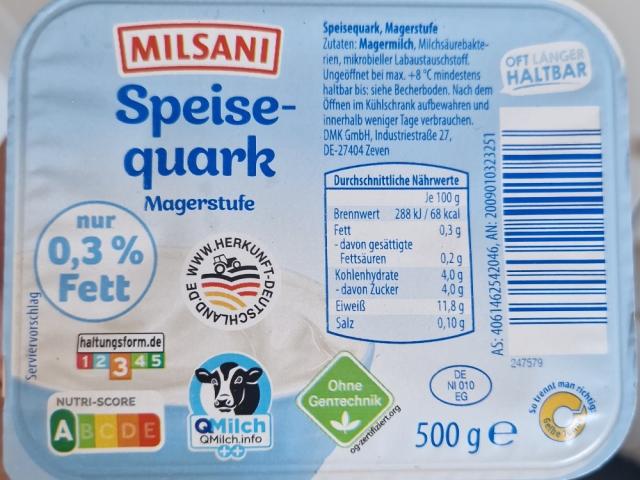 MILSANI
Speise-
quark
Magerstufe
nur
0,3 %
Fett
WWW.HERKUNFT-DEUTSCHLAND.DE
Serviervorschlag
haltungsform.de
1 2 3 4 5
NUTRI-SCORE
A B C D E
QMilch
QMilch.info
++
Ohne
Gentechnik
og-zertifiziert.org
Speisequark, Magerstufe
Zutaten: Magermilch, Milchsäurebakte-
rien, mikrobieller Labaustauschstoff.
Ungeöffnet bei max. +8 °C mindestens
haltbar bis: siehe Becherboden. Nach dem
Öffnen im Kühlschrank aufbewahren und
innerhalb weniger Tage verbrauchen.
DMK GmbH, Industriestraße 27,
DE-27404 Zeven
Durchschnittliche Nährwerte
Je 100 g
Brennwert 288 kJ / 68 kcal
Fett 0,3 g
- davon gesättigte
Fettsäuren 0,2 g
Kohlenhydrate 4,0 g
- davon Zucker 4,0 g
Eiweiß 11,8 g
Salz 0,10 g
OFT LÄNGER
HALTBAR
AS: 4061462542046, AN: 2009010323251
247579
DE
NI 010
EG
500 g e
So trennt man richtig: